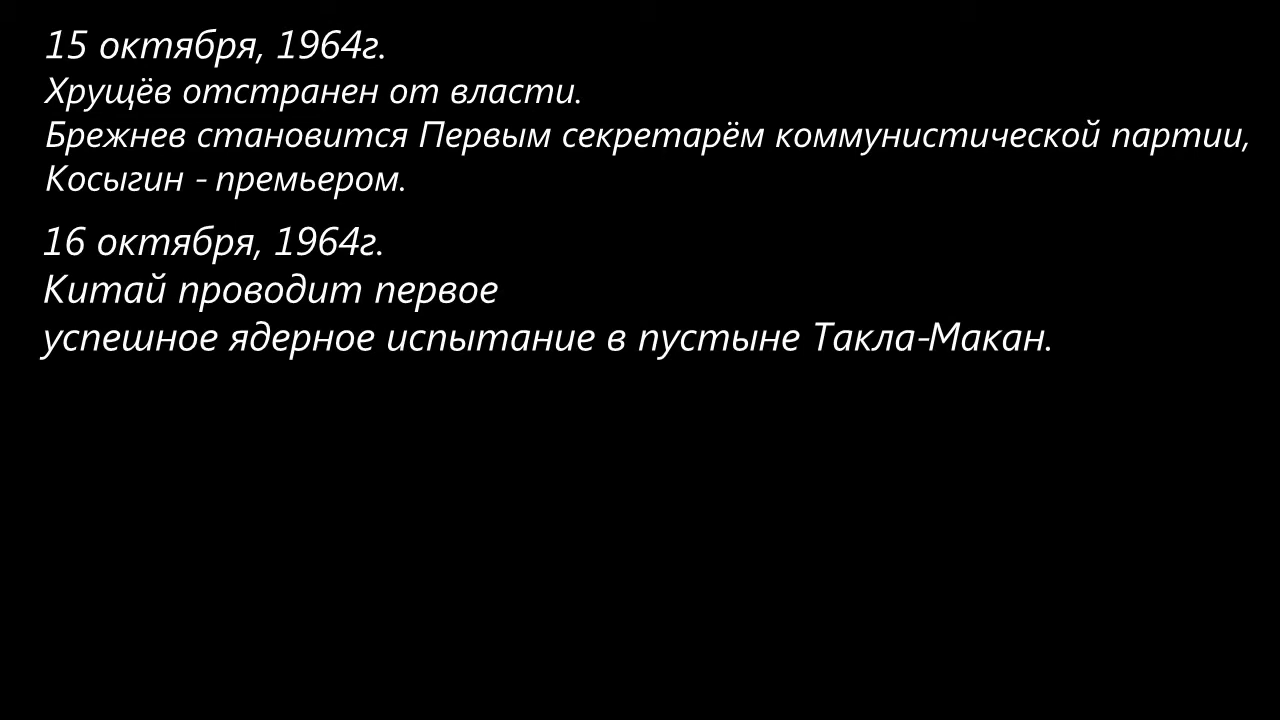 15 октября, 1964г.
Хрущёв отстранен от власти.
Брежнев становится Первым секретарём коммунистической партии,
Косыгин - премьером.
16 октября, 1964г.
Китай проводит первое
успешное ядерное испытание в пустыне Такла-Макан.